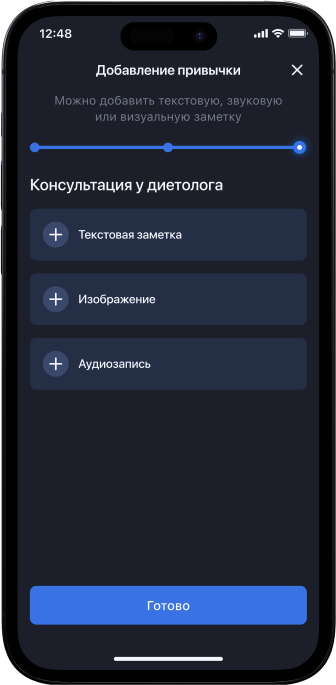 12:48
Добавление привычки
Можно добавить текстовую, звуковую
или визуальную заметку
Консультация у диетолога
Текстовая заметка
Изображение
Аудиозапись
Готово